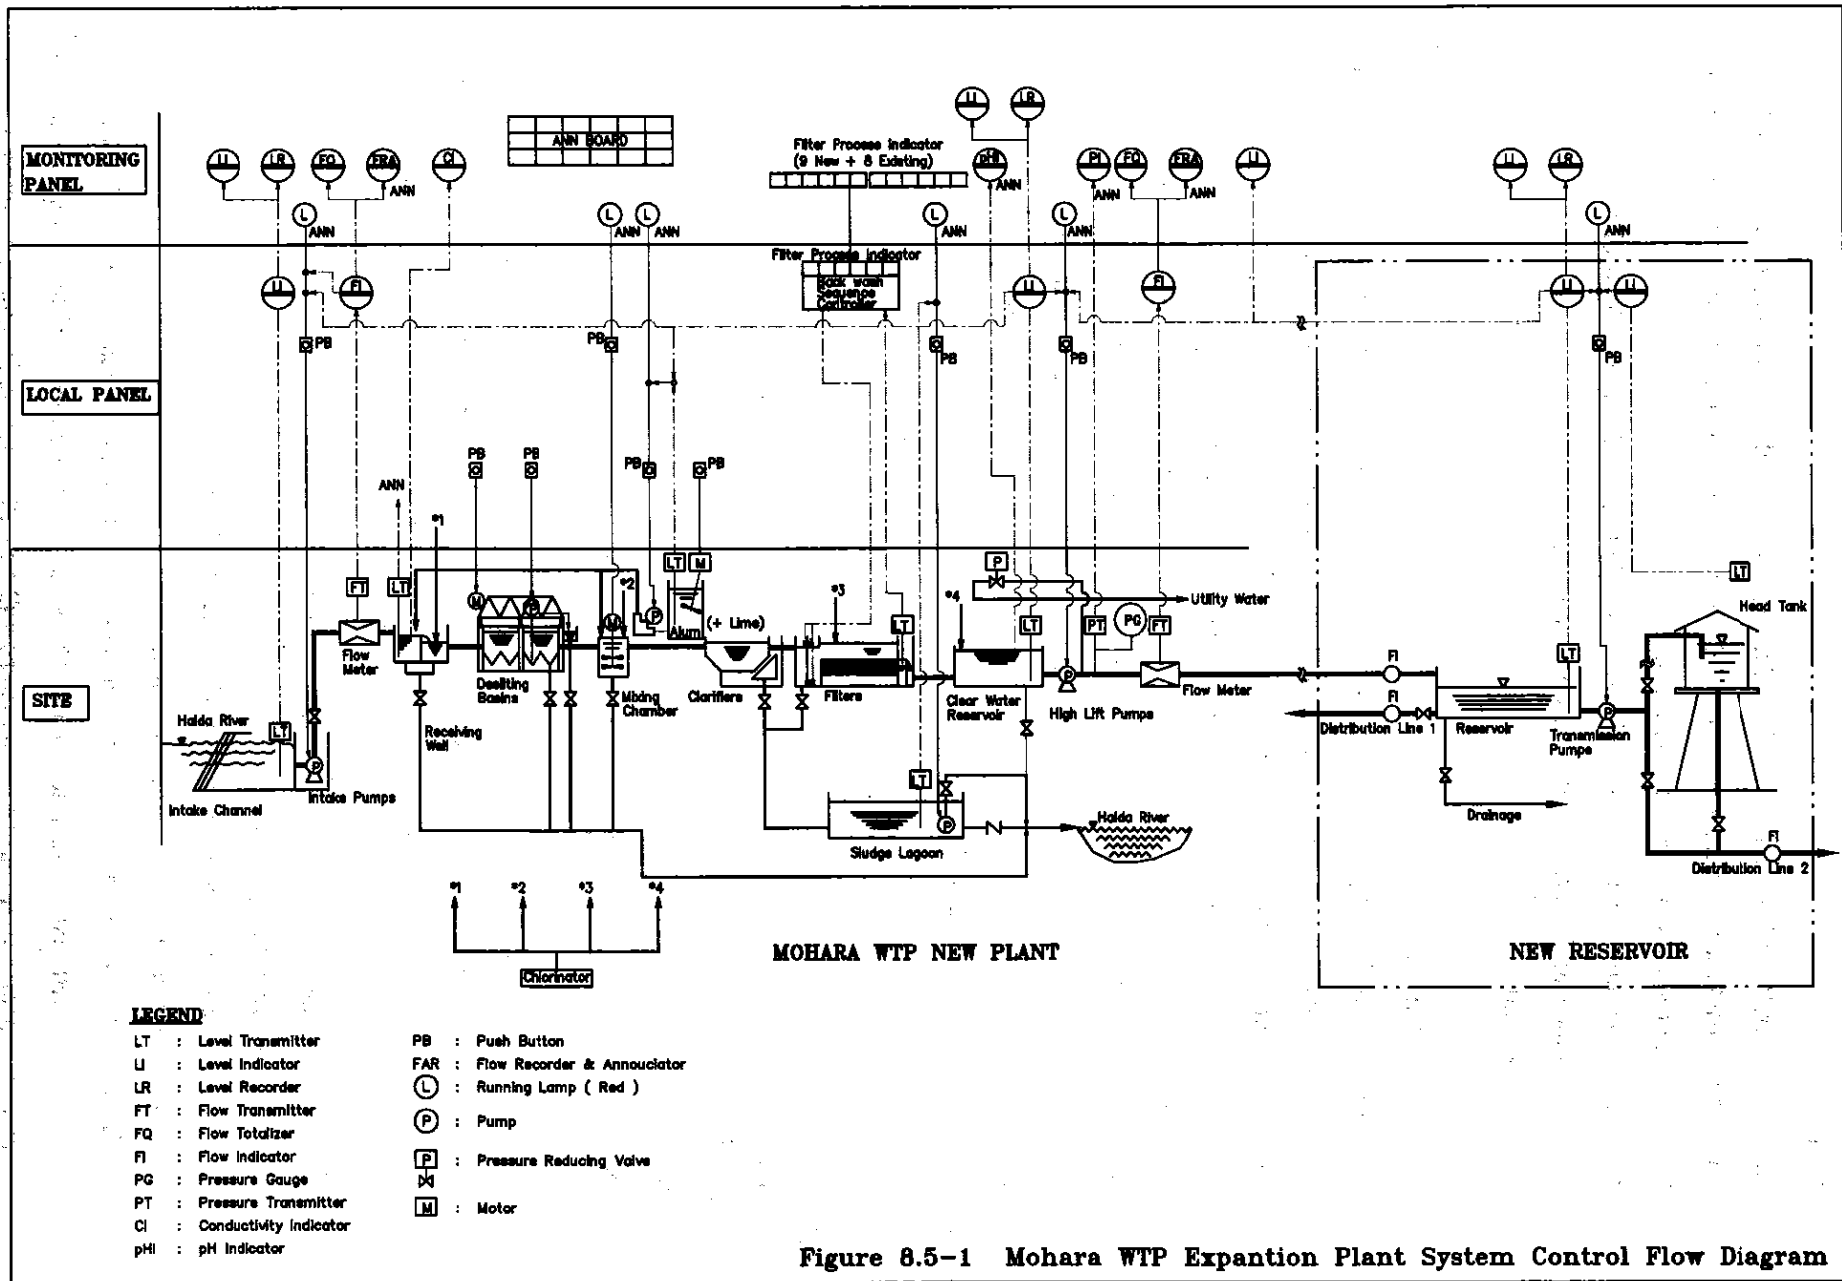 LI
LR
MONITORING
PANEL
LI
LR
FQ
FRA
CI
ANN BOARD
Filter Process Indicator
(9 New + 8 Existing)
pHI
PI
FQ
FRA
LI
LI
LR
ANN
ANN
ANN
ANN
L
L
L
L
L
L
ANN
ANN
ANN
ANN
ANN
ANN
Filter Process Indicator
Back wash
Sequence
Controller
LI
FI
LI
FI
LI
LI
PB
PB
PB
PB
PB
LOCAL PANEL
PB
PB
PB
PB
ANN
*1
LT
M
P
FT
LT
M
P
*2
M
P
*3
*4
Utility Water
LT
Head Tank
Alum
(+ Lime)
LT
LT
PT
PG
FT
Flow
Meter
FI
LT
SITE
Desilting
Basins
Mixing
Chamber
Clarifiers
Filters
Clear Water
Reservoir
High Lift Pumps
Flow Meter
FI
Halda River
LT
Receiving
Well
Distribution Line 1
Reservoir
P
Transmission
Pumps
P
Intake Channel
Intake Pumps
LT
P
Halda River
Drainage
Sludge Lagoon
FI
Distribution Line 2
*1
*2
*3
*4
MOHARA WTP NEW PLANT
NEW RESERVOIR
Chlorinator
LEGEND
LT : Level Transmitter
LI : Level Indicator
LR : Level Recorder
FT : Flow Transmitter
FQ : Flow Totalizer
FI : Flow Indicator
PG : Pressure Gauge
PT : Pressure Transmitter
CI : Conductivity Indicator
pHI : pH Indicator
PB : Push Button
FAR : Flow Recorder & Annouciator
L : Running Lamp ( Red )
P : Pump
P : Pressure Reducing Valve
M : Motor
Figure 8.5-1 Mohara WTP Expantion Plant System Control Flow Diagram